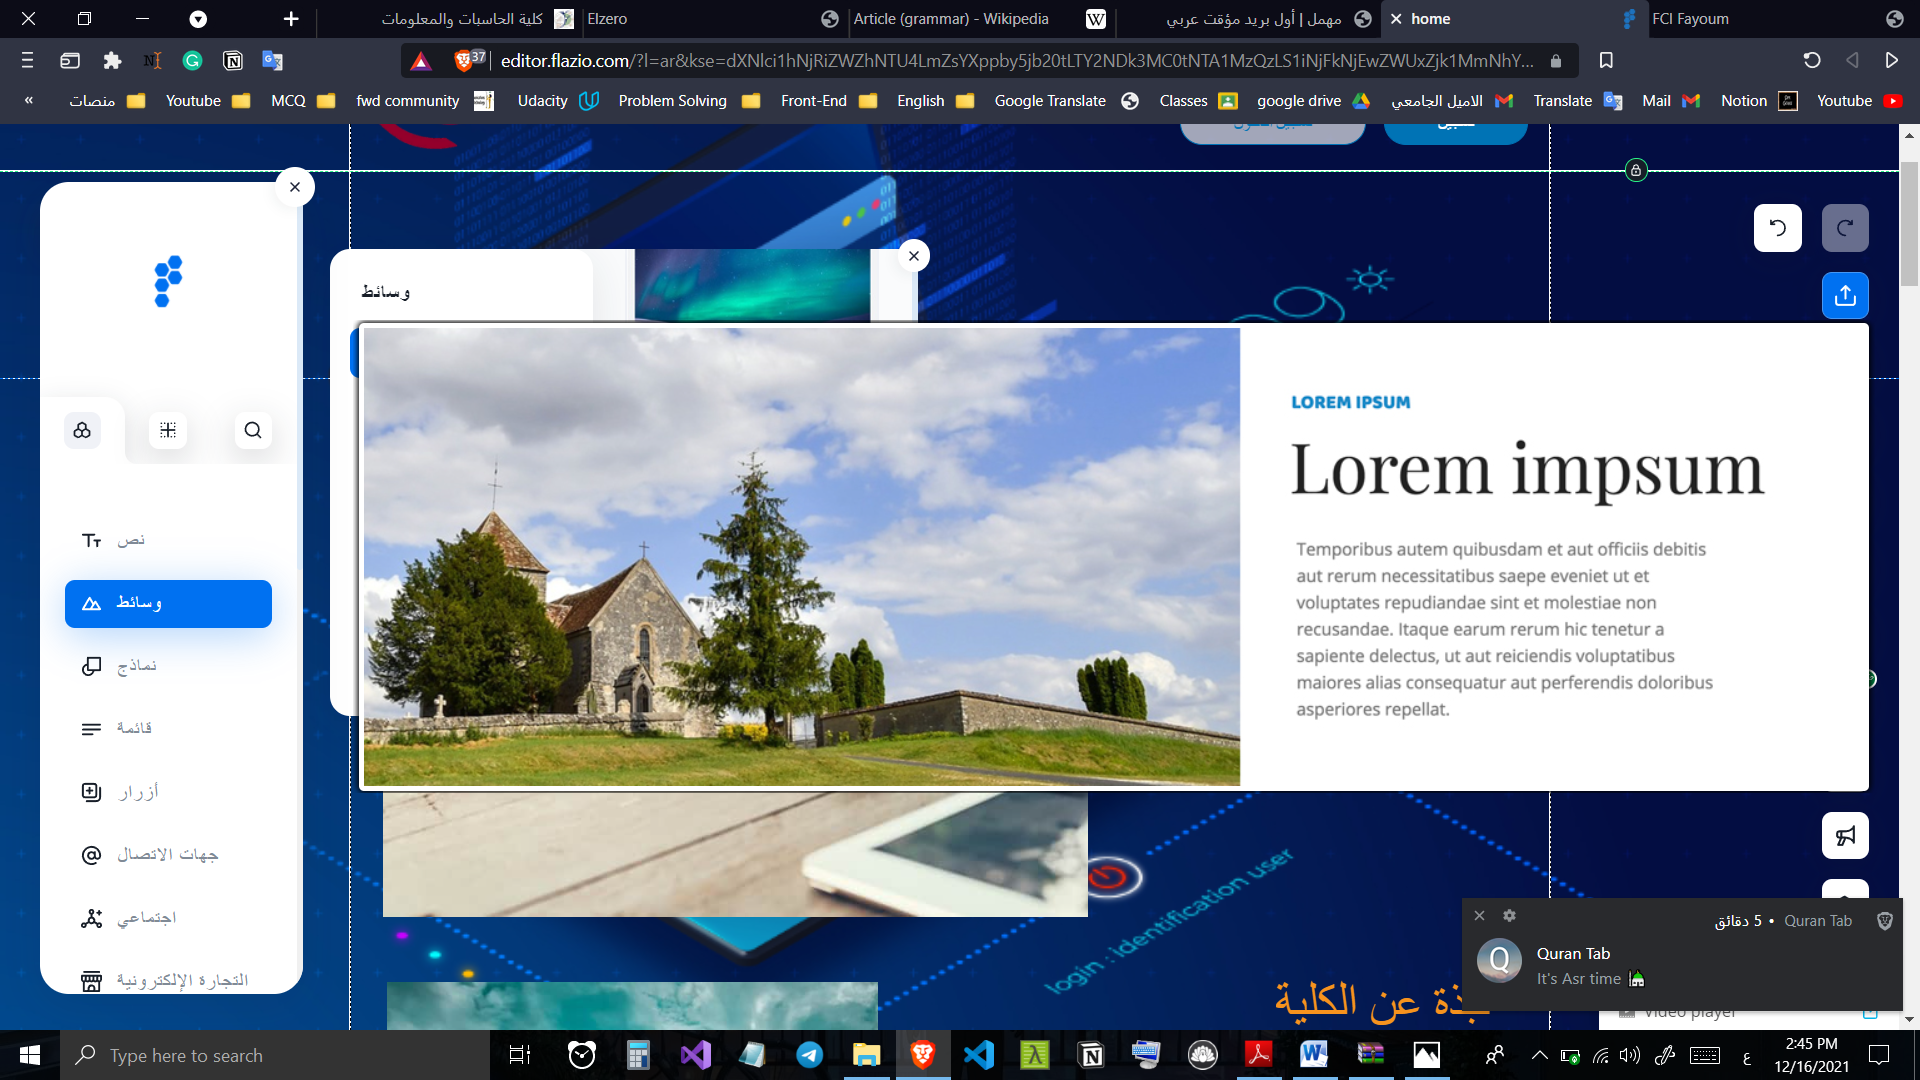 كلية الحاسبات والمعلومات
Elzero
Article (grammar) - Wikipedia
مهمل | أول بريد مؤقت عربي
home
FCI Fayoum
editor.flazio.com/?l=ar&kse=dXNlci1hNjRiZWZhNTU4LmZsYXppby5jb20tLTY2NDk3MC0tNTA1MzQzLS1iNjFkNjEwZWUxZjk1MmNhY...
37
«
منصات
Youtube
MCQ
fwd community
Udacity
Problem Solving
Front-End
English
Google Translate
Classes
google drive
الاميل الجامعي
Translate
Mail
Notion
Youtube
وسائط
نص
وسائط
نماذج
قائمة
أزرار
جهات الاتصال
اجتماعي
التجارة الإلكترونية
LOREM IPSUM
Lorem impsum
Temporibus autem quibusdam et aut officiis debitis
aut rerum necessitatibus saepe eveniet ut et
voluptates repudiandae sint et molestiae non
recusandae. Itaque earum rerum hic tenetur a
sapiente delectus, ut aut reiciendis voluptatibus
maiores alias consequatur aut perferendis doloribus
asperiores repellat.
login : identification user
عن الكلية
Quran Tab • 5 دقائق
Q
Quran Tab
It's Asr time
Video player
Type here to search
ع
2:45 PM
12/16/2021